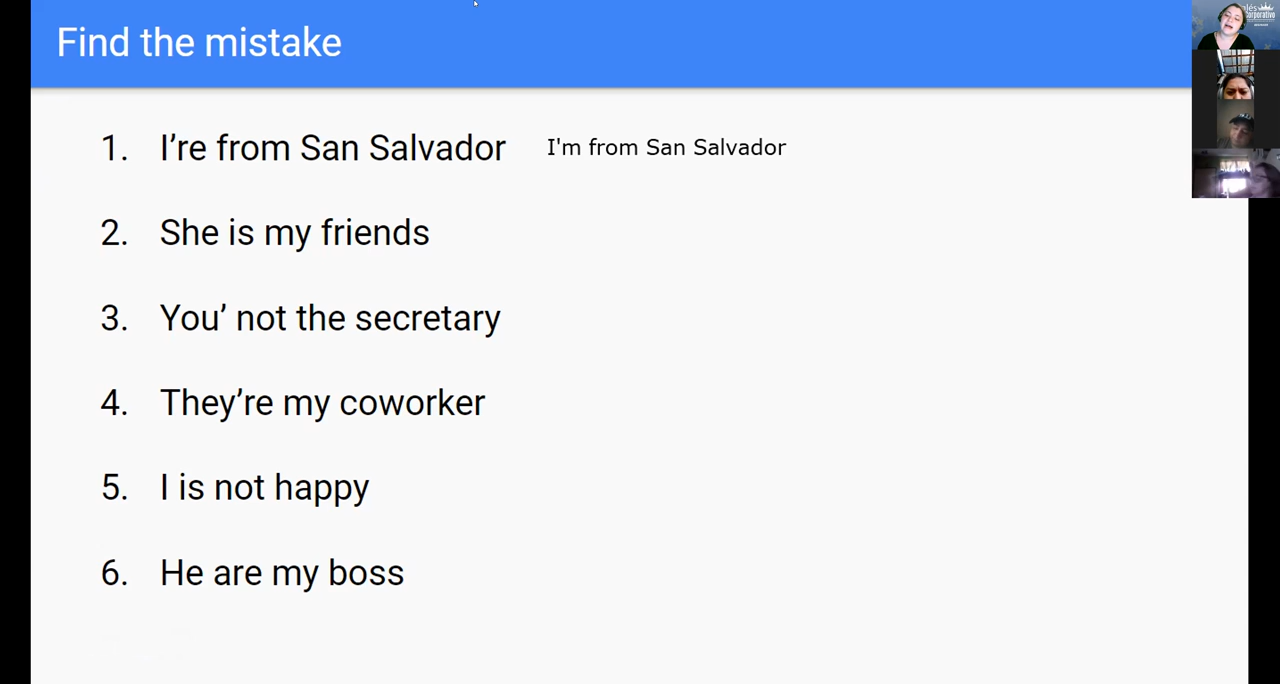 Find the mistake
1. I’re from San Salvador I'm from San Salvador
2. She is my friends
3. You’ not the secretary
4. They’re my coworker
5. I is not happy
6. He are my boss
Corporative